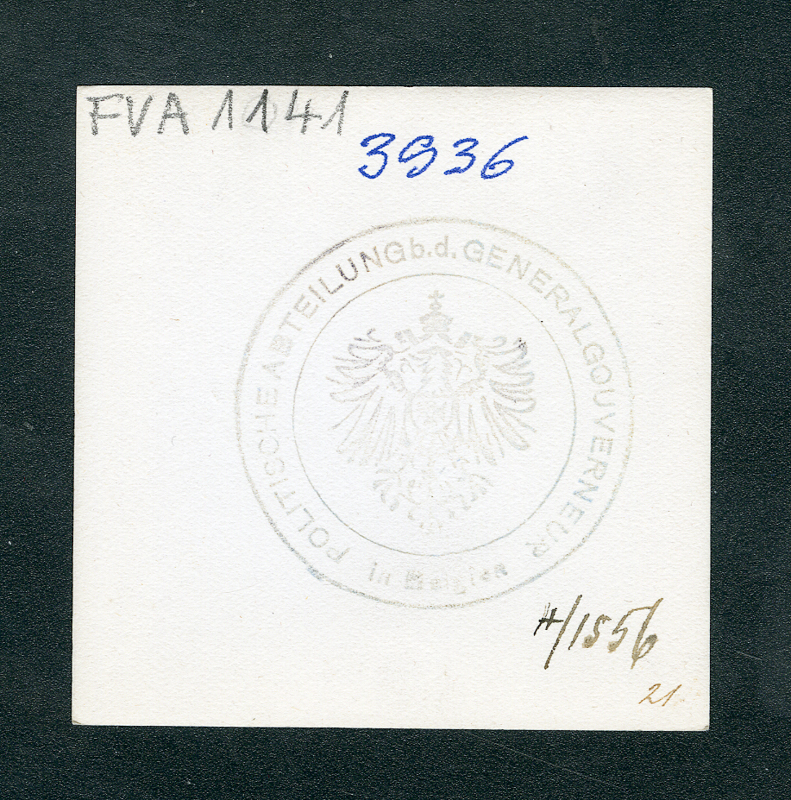 FVA 1141
3936
POLITISCHE ABTEILUNG b.d. GENERALGOUVERNEUR
in Belgien
H/1556
21